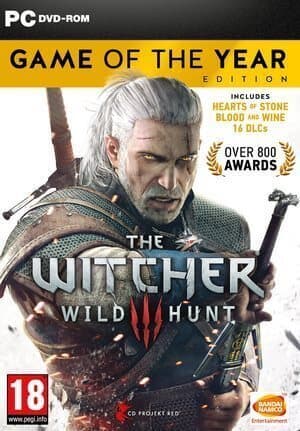 PC DVD-ROM
GAME OF THE YEAR
EDITION
INCLUDES
HEARTS OF STONE
BLOOD AND WINE
16 DLCs
OVER 800
AWARDS
THE
WITCHER
WILD HUNT
III
18
www.pegi.info
CD PROJEKT RED
BANDAI
NAMCO
Entertainment